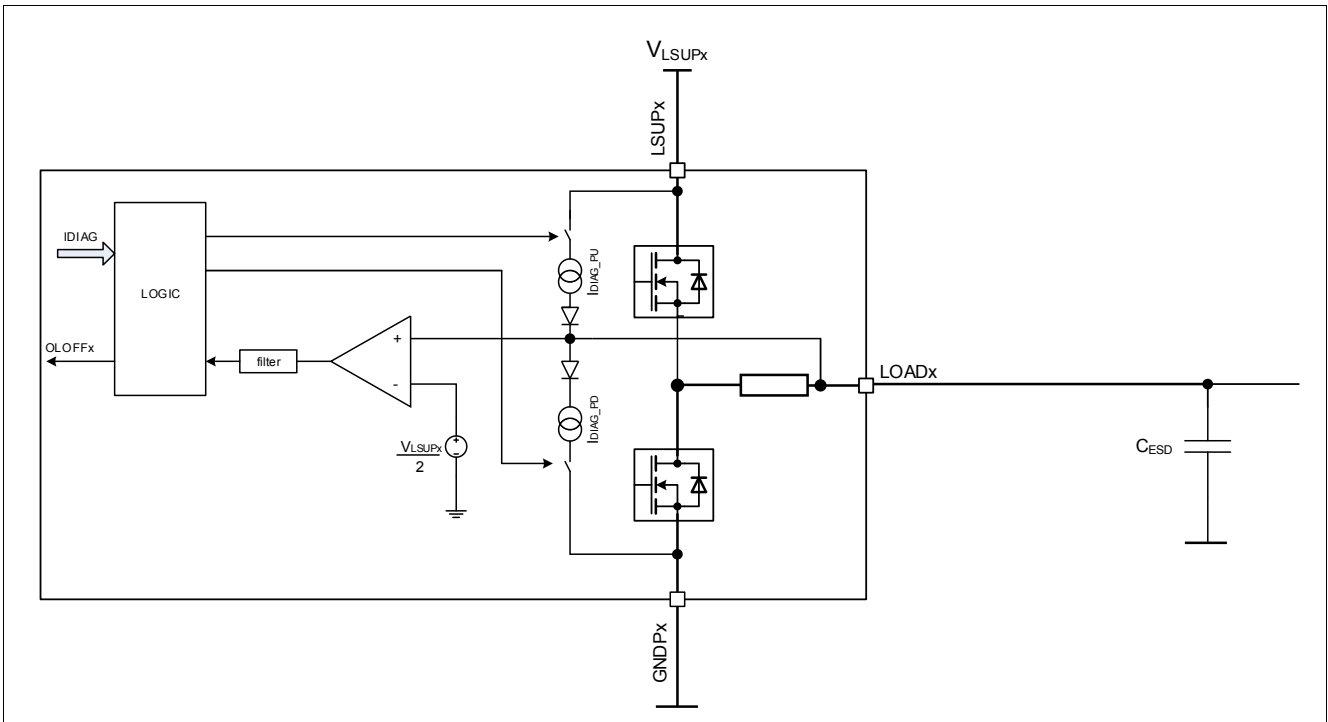 VLSUPx
LSUPx
IDIAG
LOGIC
OLOFFx
filter
+
-
VLSUPx
2
+
-
IDIAG_PU
IDIAG_PD
LOADx
CESD
GNDPx